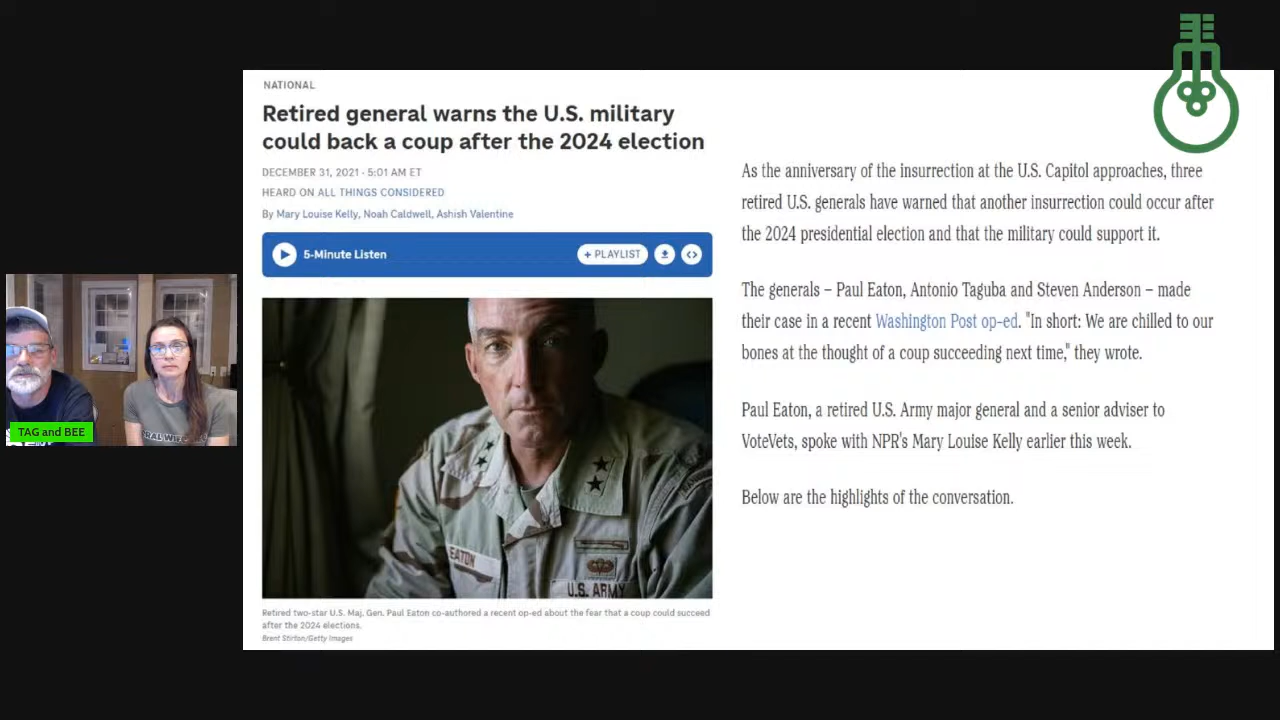 NATIONAL
Retired general warns the U.S. military
could back a coup after the 2024 election
DECEMBER 31, 2021 · 5:01 AM ET
HEARD ON ALL THINGS CONSIDERED
By Mary Louise Kelly, Noah Caldwell, Ashish Valentine
5-Minute Listen
+ PLAYLIST
EATON
U.S. ARMY
Retired two-star U.S. Maj. Gen. Paul Eaton co-authored a recent op-ed about the fear that a coup could succeed
after the 2024 elections.
Brent Stirton/Getty Images
As the anniversary of the insurrection at the U.S. Capitol approaches, three
retired U.S. generals have warned that another insurrection could occur after
the 2024 presidential election and that the military could support it.
The generals – Paul Eaton, Antonio Taguba and Steven Anderson – made
their case in a recent Washington Post op-ed. "In short: We are chilled to our
bones at the thought of a coup succeeding next time," they wrote.
Paul Eaton, a retired U.S. Army major general and a senior adviser to
VoteVets, spoke with NPR's Mary Louise Kelly earlier this week.
Below are the highlights of the conversation.
TAG and BEE